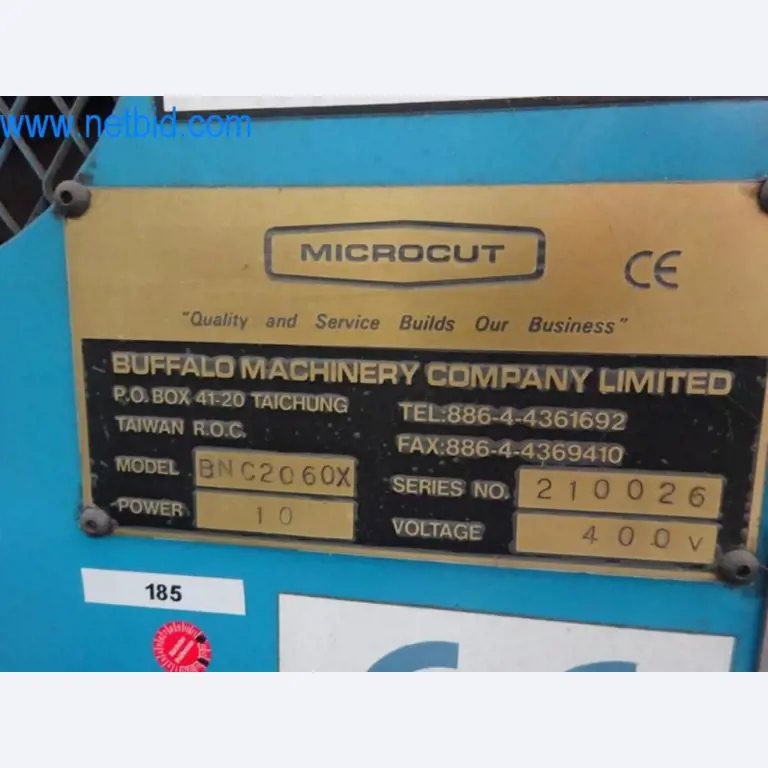 www.netbid.com
MICROCUT
CE
"Quality and Service Builds Our Business"
BUFFALO MACHINERY COMPANY LIMITED
P.O. BOX 41-20 TAICHUNG
TAIWAN R.O.C.
TEL:886-4-4361692
FAX:886-4-4369410
MODEL BNC2060X
SERIES NO. 210026
POWER 10
VOLTAGE 400V
185